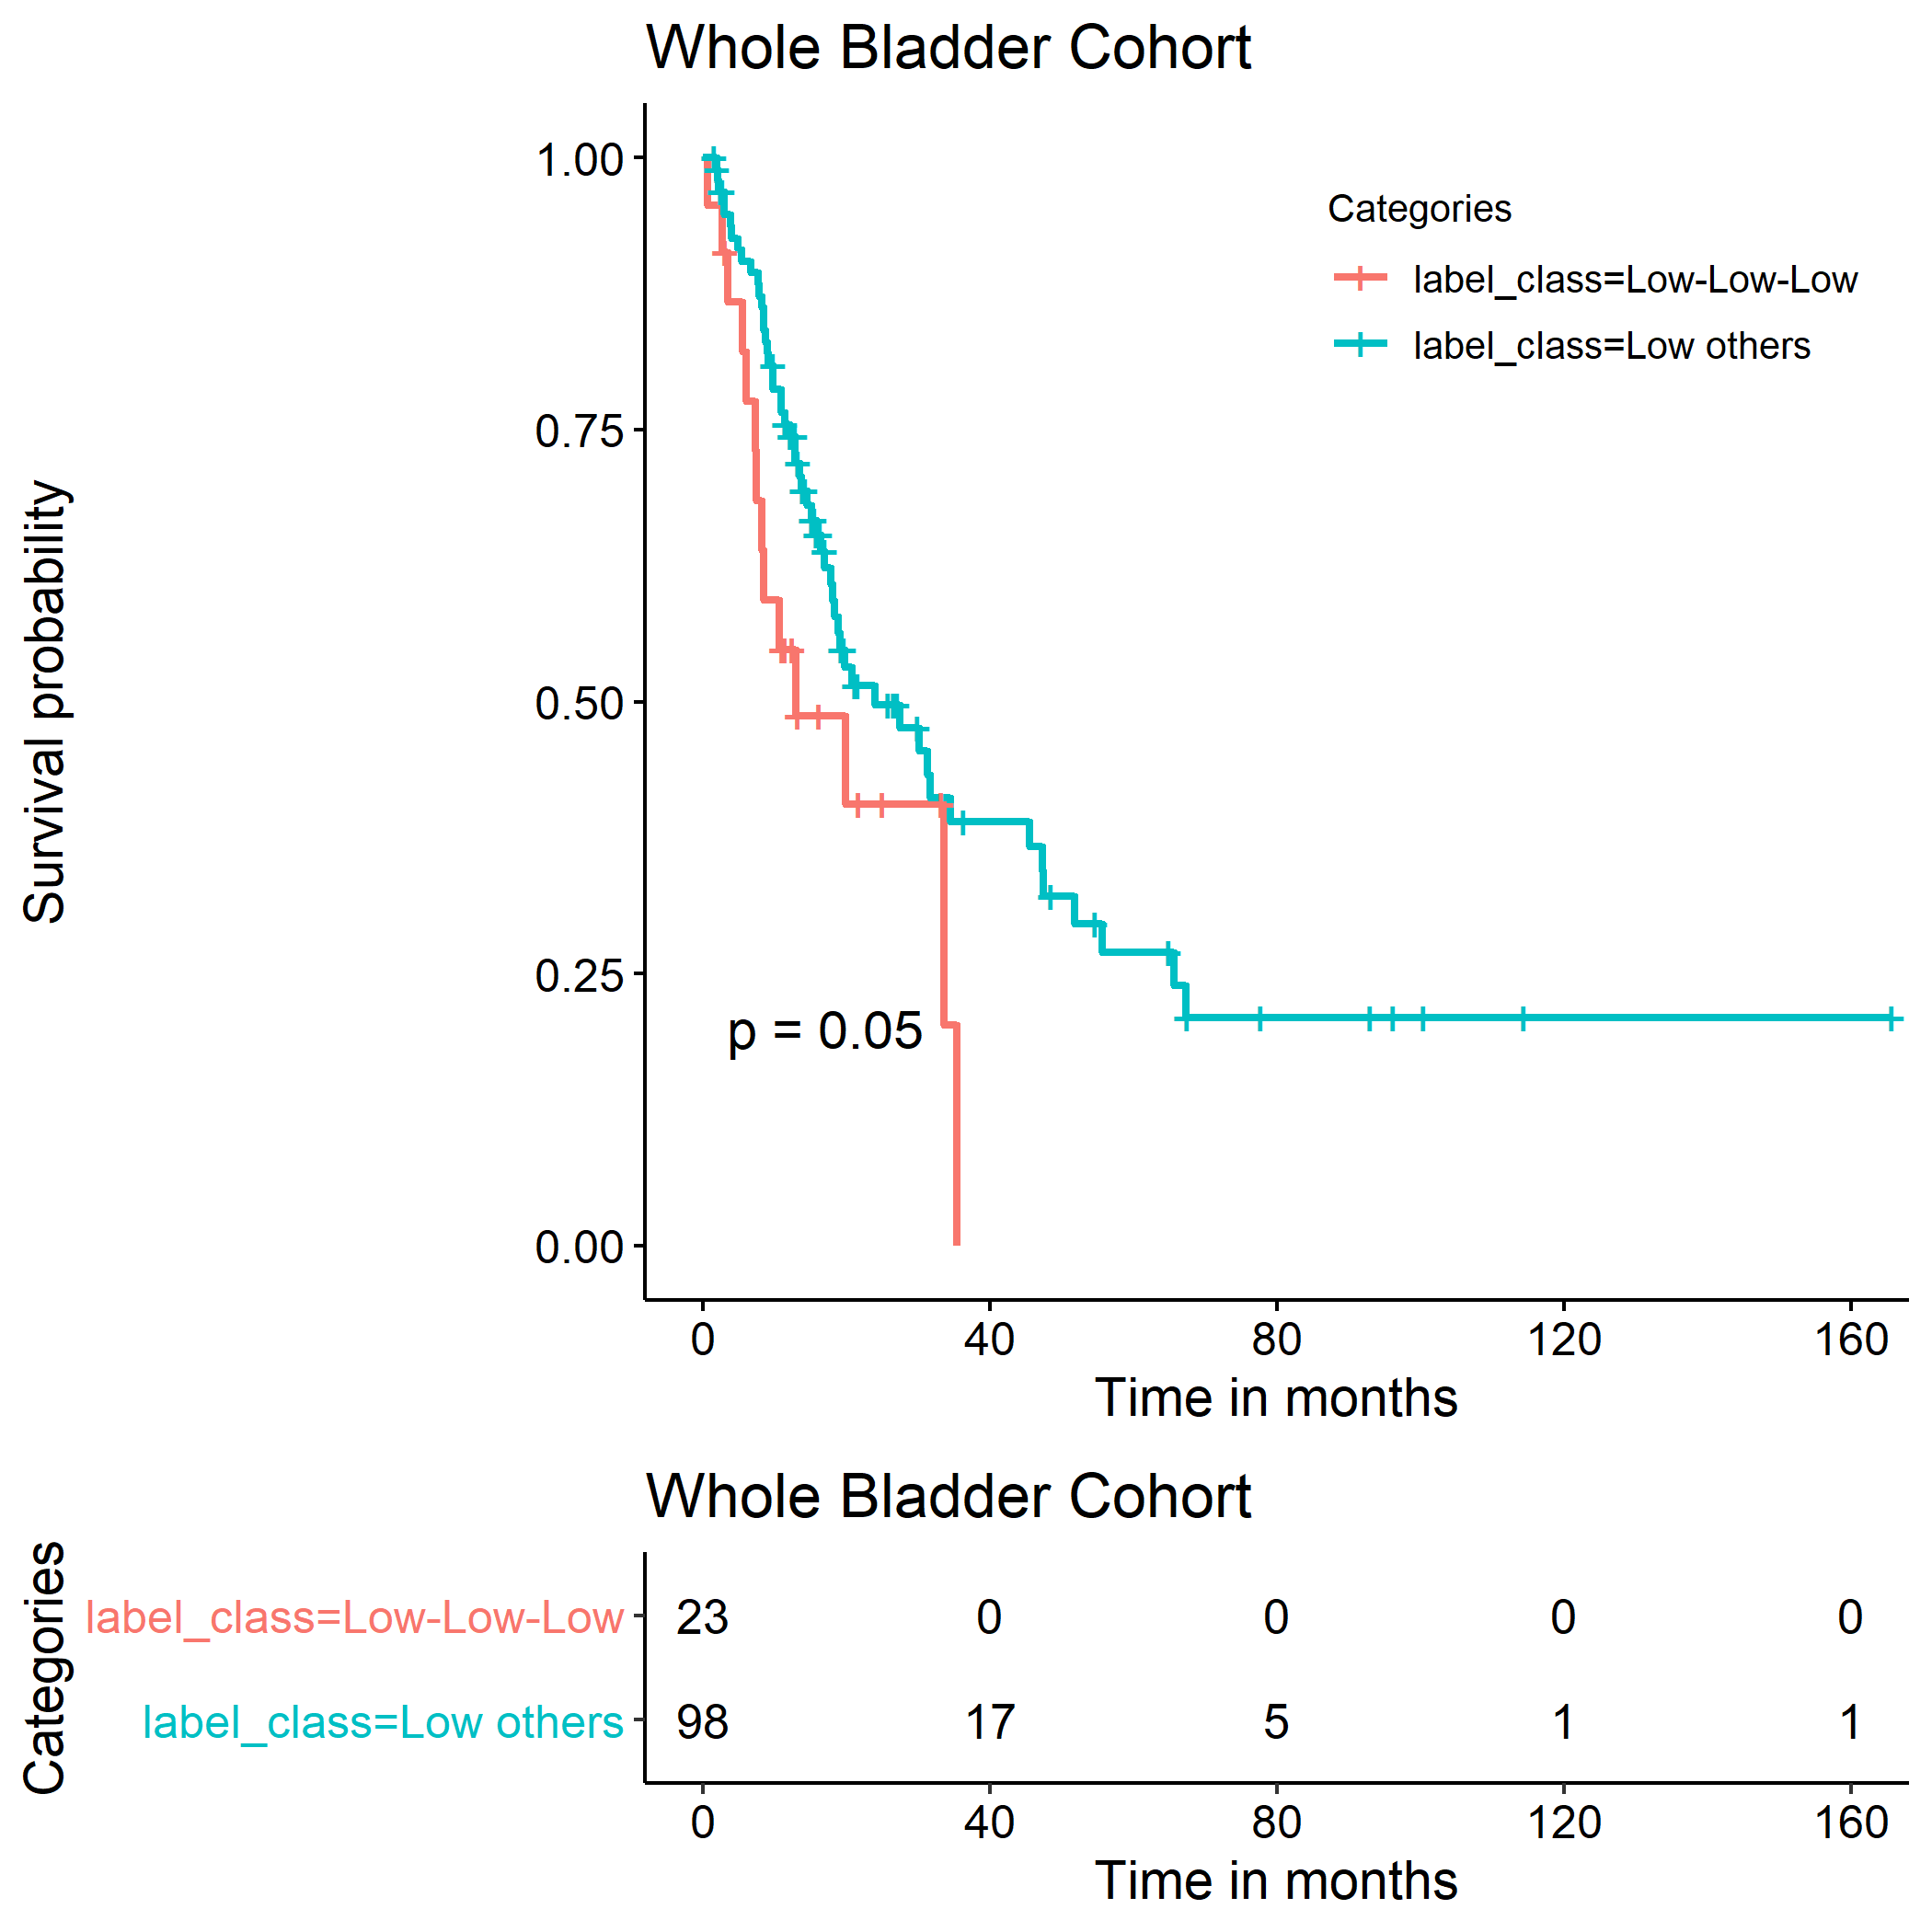 Whole Bladder Cohort
Survival probability
1.00
0.75
0.50
0.25
0.00
Categories
label_class=Low-Low-Low
label_class=Low others
p = 0.05
0 40 80 120 160
Time in months
Whole Bladder Cohort
Categories
label_class=Low-Low-Low 23 0 0 0 0
label_class=Low others 98 17 5 1 1
0 40 80 120 160
Time in months